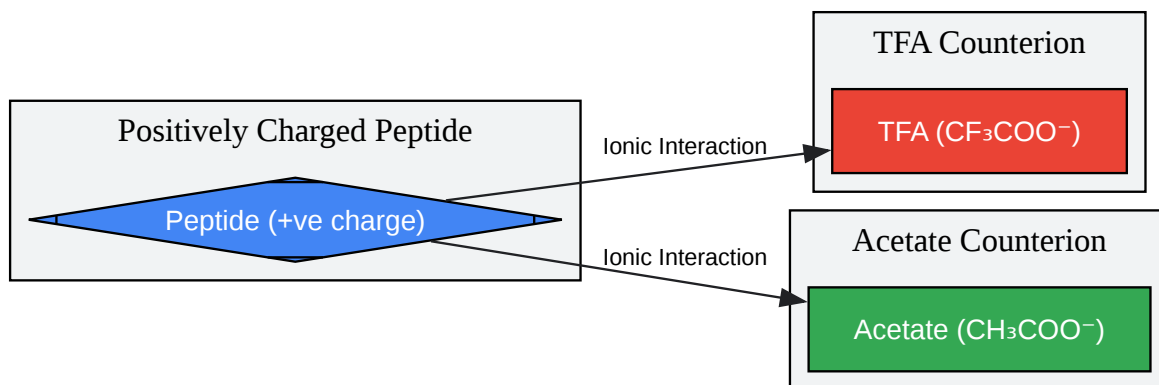 Positively Charged Peptide
Peptide (+ve charge)
Ionic Interaction
Ionic Interaction
TFA Counterion
TFA (CF₃COO⁻)
Acetate Counterion
Acetate (CH₃COO⁻)